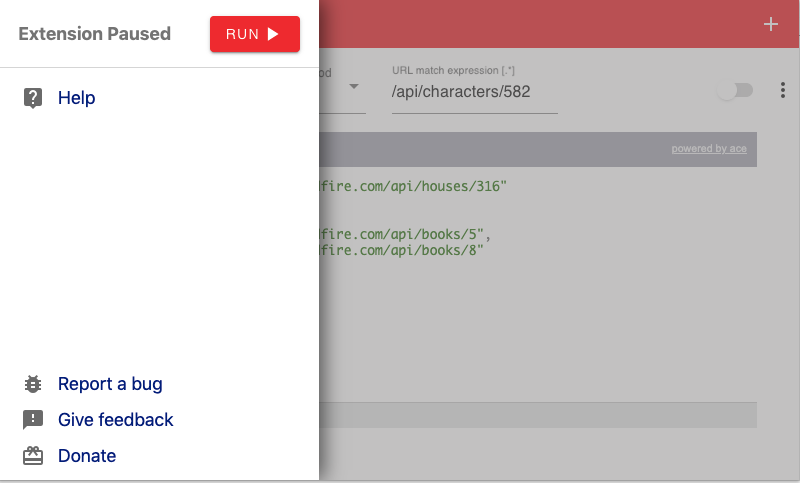 Extension Paused
RUN
od
URL match expression [.*]
/api/characters/582
Help
powered by ace
dfire.com/api/houses/316"
dfire.com/api/books/5",
dfire.com/api/books/8"
Report a bug
Give feedback
Donate